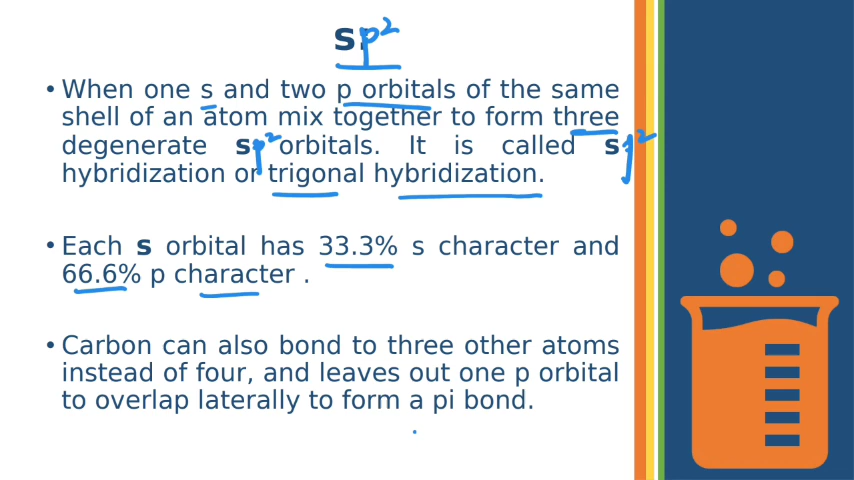 sp²
• When one s and two p orbitals of the same
shell of an atom mix together to form three
degenerate sp² orbitals. It is called sp²
hybridization or trigonal hybridization.
• Each s orbital has 33.3% s character and
66.6% p character .
• Carbon can also bond to three other atoms
instead of four, and leaves out one p orbital
to overlap laterally to form a pi bond.